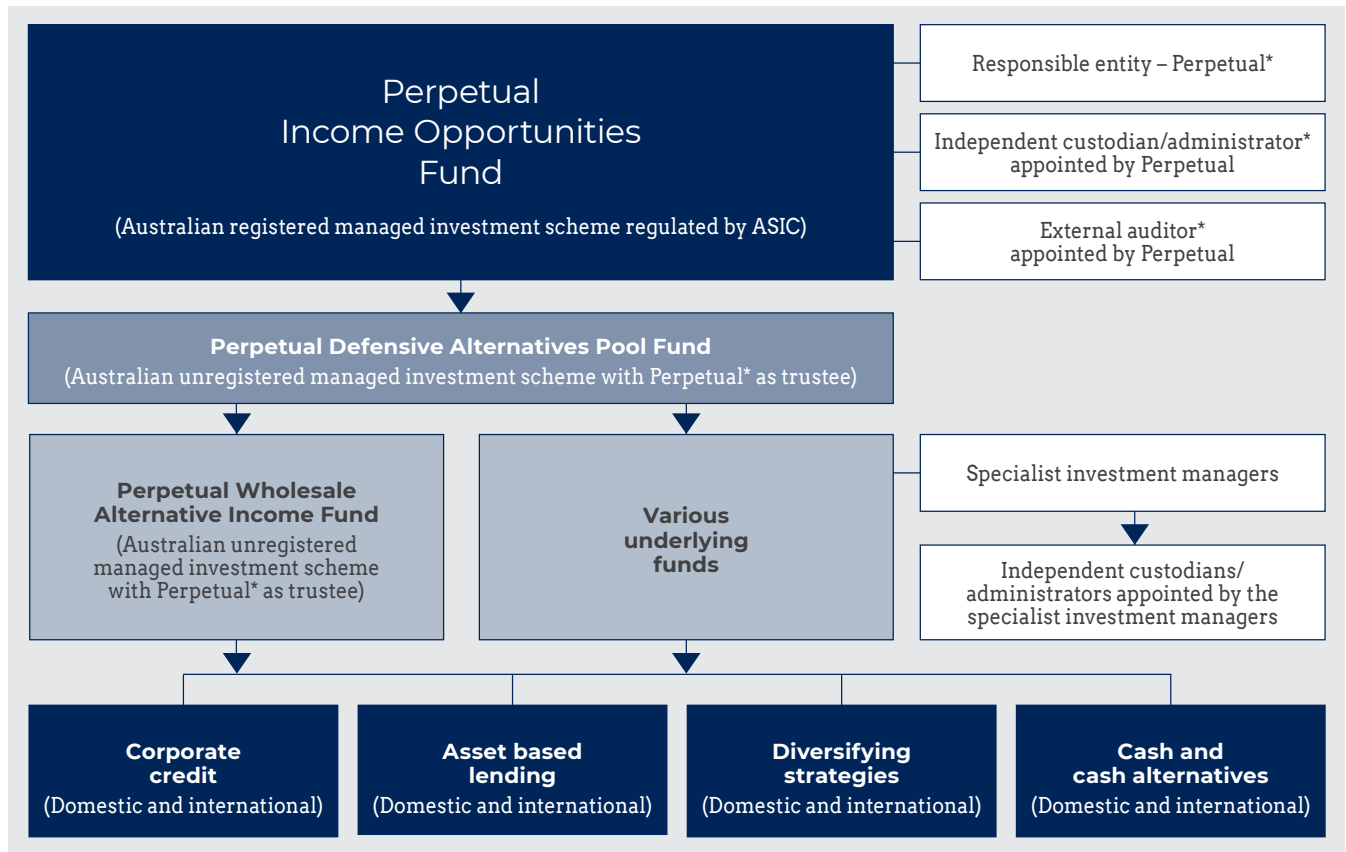 Perpetual
Income Opportunities
Fund
(Australian registered managed investment scheme regulated by ASIC)
Responsible entity – Perpetual*
Independent custodian/administrator*
appointed by Perpetual
External auditor*
appointed by Perpetual
Perpetual Defensive Alternatives Pool Fund
(Australian unregistered managed investment scheme with Perpetual* as trustee)
Perpetual Wholesale
Alternative Income Fund
(Australian unregistered
managed investment scheme
with Perpetual* as trustee)
Various
underlying
funds
Specialist investment managers
Independent custodians/
administrators appointed by the
specialist investment managers
Corporate
credit
(Domestic and international)
Asset based
lending
(Domestic and international)
Diversifying
strategies
(Domestic and international)
Cash and
cash alternatives
(Domestic and international)